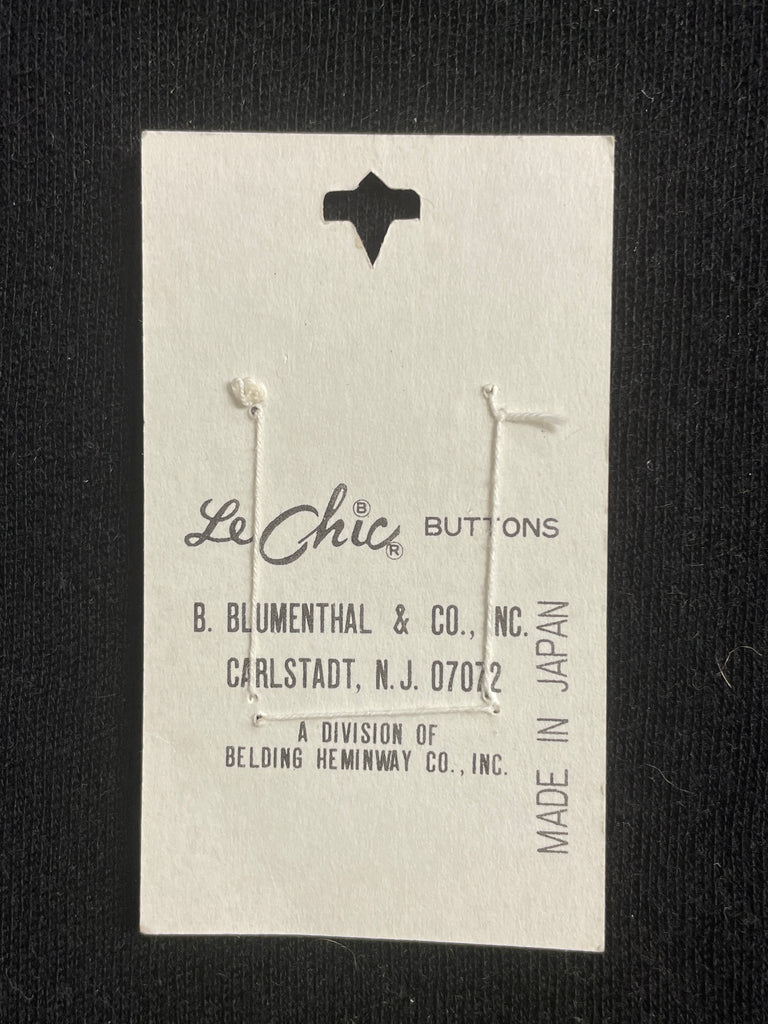 Le Chic B ® BUTTONS
B. BLUMENTHAL & CO., INC.
CARLSTADT, N.J. 07072
A DIVISION OF
BELDING HEMINWAY CO., INC.
MADE IN JAPAN